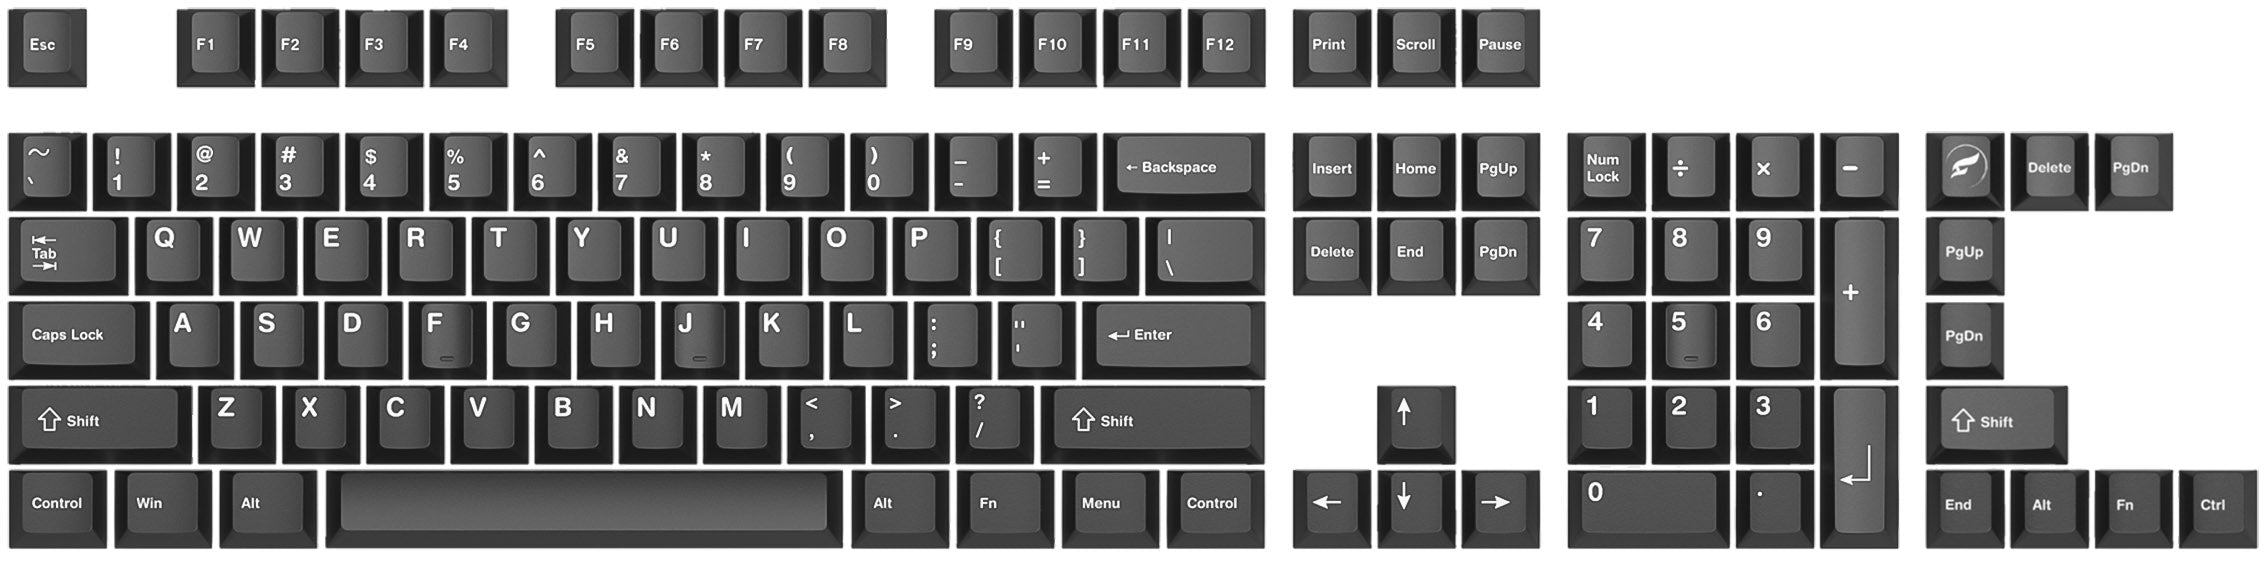 Esc F1 F2 F3 F4 F5 F6 F7 F8 F9 F10 F11 F12 Print Scroll Pause
~ ! @ # $ % ^ & * ( ) _ +
` 1 2 3 4 5 6 7 8 9 0 - = ← Backspace Insert Home PgUp Num Lock ÷ × − Delete PgDn
Q W E R T Y U I O P { } |
Tab [ ] \ Delete End PgDn 7 8 9 + PgUp
A S D F G H J K L : "
Caps Lock ; ' ↵ Enter 4 5 6 PgDn
Z X C V B N M < > ?
⇧ Shift , . / ⇧ Shift ↑ 1 2 3 ↵ ⇧ Shift
Control Win Alt Alt Fn Menu Control ← ↓ → 0 . End Alt Fn Ctrl